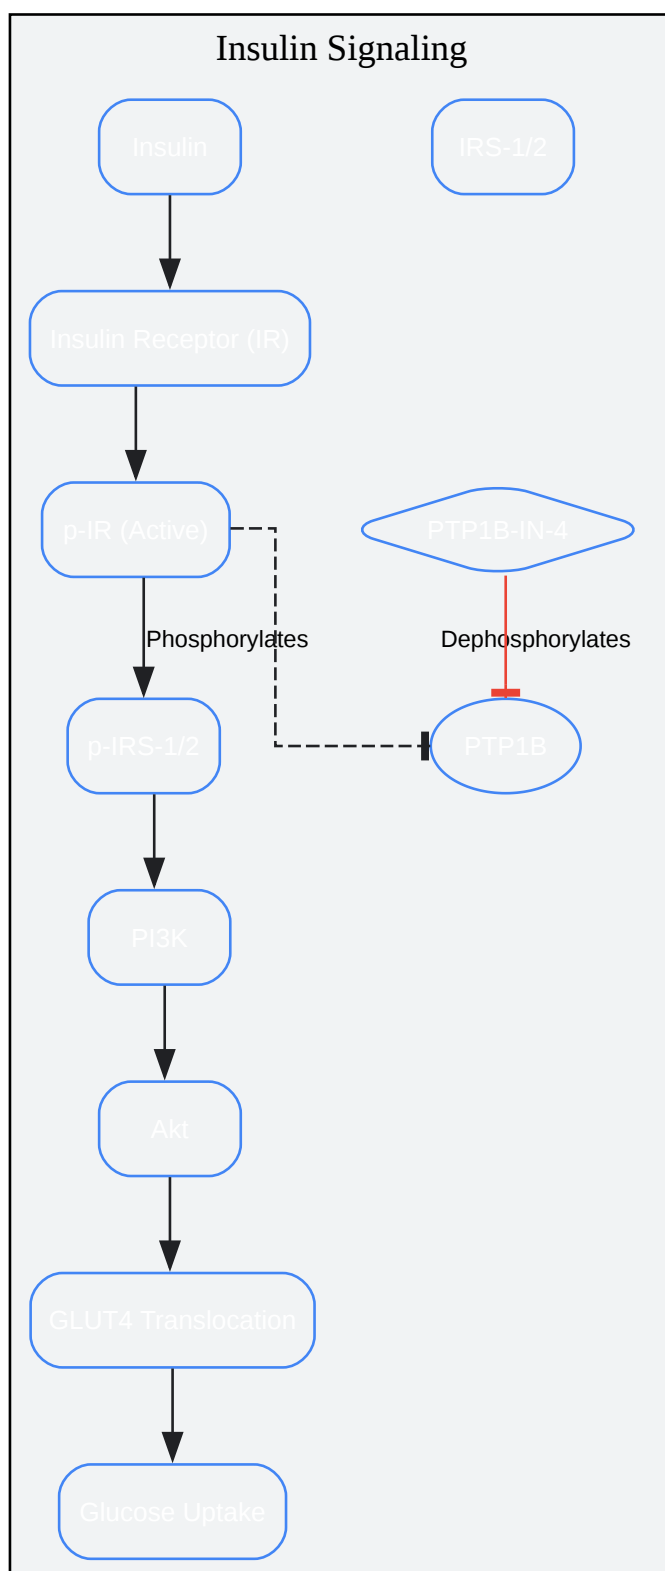 Insulin Signaling
Insulin
IRS-1/2
Insulin Receptor (IR)
p-IR (Active)
PTP1B-IN-4
Phosphorylates
Dephosphorylates
p-IRS-1/2
PTP1B
PI3K
Akt
GLUT4 Translocation
Glucose Uptake